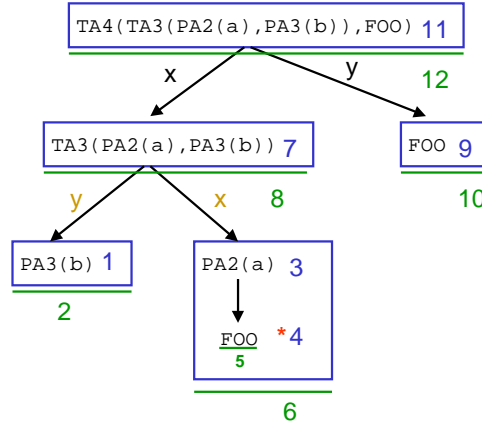 TA4(TA3(PA2(a),PA3(b)),FOO) 11
12
x y
TA3(PA2(a),PA3(b)) 7
FOO 9
8
10
y x
PA3(b) 1
PA2(a) 3
2
FOO *4
5
6